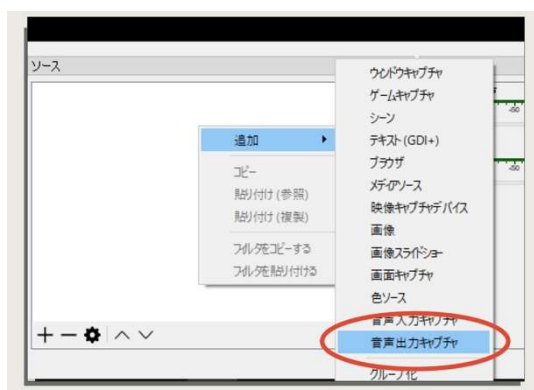 ソース
追加
コピー
貼り付け (参照)
貼り付け (複製)
フィルタをコピーする
フィルタを貼り付ける
ウィンドウキャプチャ
ゲームキャプチャ
シーン
テキスト (GDI+)
ブラウザ
メディアソース
映像キャプチャデバイス
画像
画像スライドショー
画面キャプチャ
色ソース
音声入力キャプチャ
音声出力キャプチャ
グループ化
-50
-50